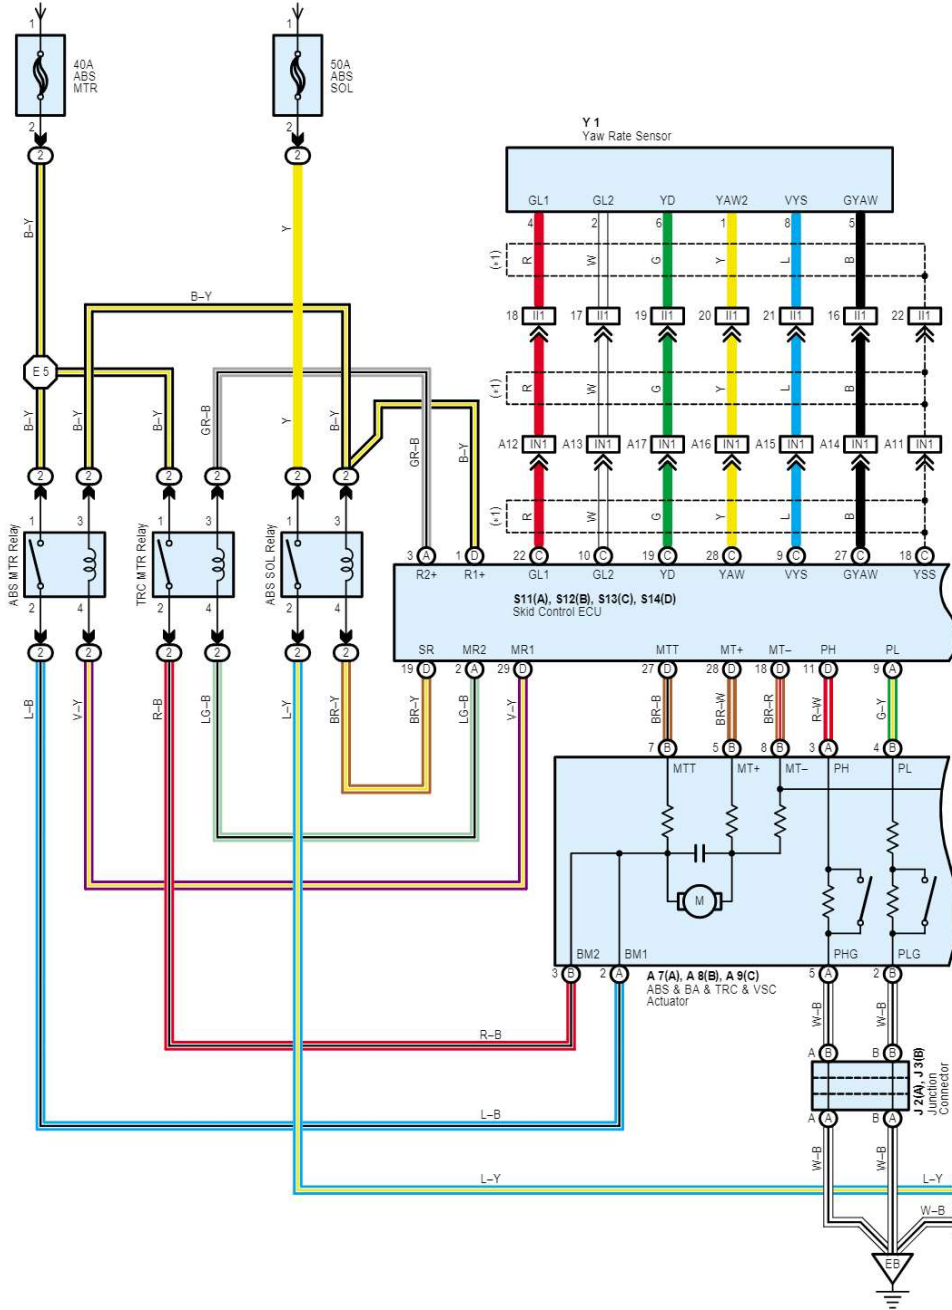 1
1
40A
ABS
MTR
50A
ABS
SOL
2
2
2
2
Y 1
Yaw Rate Sensor
GL1
GL2
YD
YAW2
VYS
GYAW
4
2
6
1
8
5
B–Y
Y
(*1)
R
W
G
Y
L
B
B–Y
18
II1
17
II1
19
II1
20
II1
21
II1
16
II1
22
II1
E 5
(*1)
R
W
G
Y
L
B
B–Y
B–Y
B–Y
GR–B
Y
B–Y
GR–B
B–Y
A12
IN1
A13
IN1
A17
IN1
A16
IN1
A15
IN1
A14
IN1
A11
IN1
2
2
2
2
2
2
(*1)
R
W
G
Y
L
B
ABS MTR Relay
1
3
2
4
TRC MTR Relay
1
3
2
4
ABS SOL Relay
1
3
2
4
3
A
1
D
22
C
10
C
19
C
28
C
9
C
27
C
18
C
R2+
R1+
GL1
GL2
YD
YAW
VYS
GYAW
YSS
S11(A), S12(B), S13(C), S14(D)
Skid Control ECU
SR
MR2
MR1
MTT
MT+
MT–
PH
PL
2
2
2
2
2
2
19
D
2
A
29
D
27
D
28
D
18
D
11
D
9
A
L–B
V–Y
R–B
LG–B
L–Y
BR–Y
BR–Y
LG–B
V–Y
BR–B
BR–W
BR–R
R–W
G–Y
7
B
5
B
8
B
3
A
4
B
MTT
MT+
MT–
PH
PL
M
BM2
BM1
PHG
PLG
3
B
2
A
A 7(A), A 8(B), A 9(C)
ABS & BA & TRC & VSC
Actuator
5
A
2
B
W–B
W–B
R–B
A
B
B
B
J 2(A), J 3(B)
Junction
Connector
L–B
A
A
B
A
W–B
W–B
L–Y
L–Y
W–B
EB